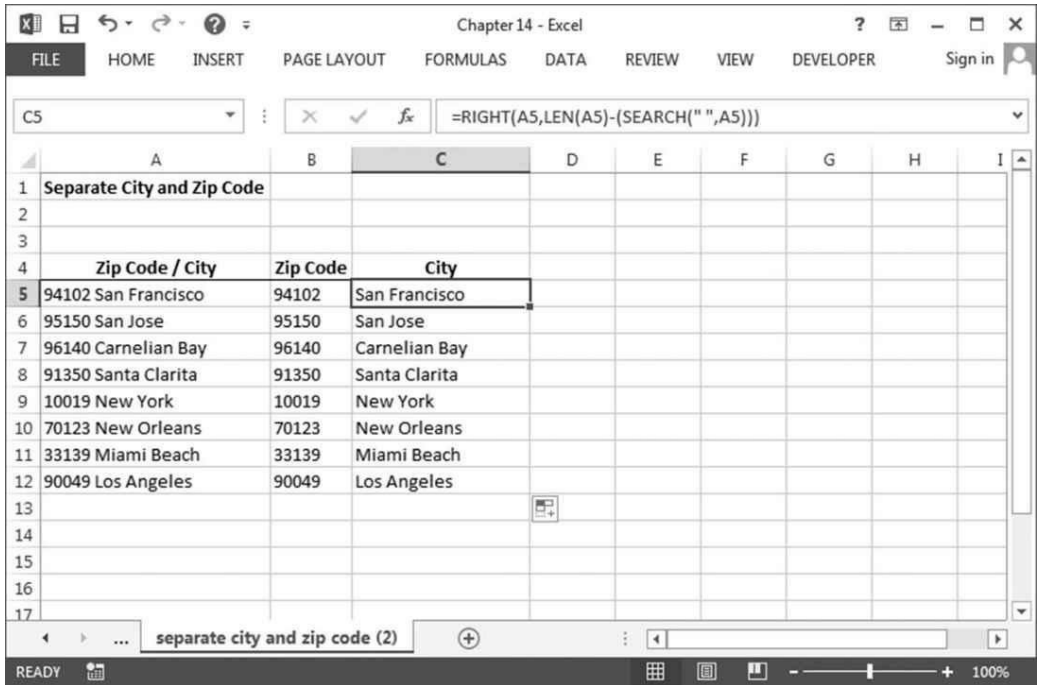 Chapter 14 - Excel
?
FILE HOME INSERT PAGE LAYOUT FORMULAS DATA REVIEW VIEW DEVELOPER Sign in
C5 fx =RIGHT(A5,LEN(A5)-(SEARCH(" ",A5)))
A B C D E F G H I
1 Separate City and Zip Code
2
3
4 Zip Code / City Zip Code City
5 94102 San Francisco 94102 San Francisco
6 95150 San Jose 95150 San Jose
7 96140 Carnelian Bay 96140 Carnelian Bay
8 91350 Santa Clarita 91350 Santa Clarita
9 10019 New York 10019 New York
10 70123 New Orleans 70123 New Orleans
11 33139 Miami Beach 33139 Miami Beach
12 90049 Los Angeles 90049 Los Angeles
13
14
15
16
17
... separate city and zip code (2)
READY 100%